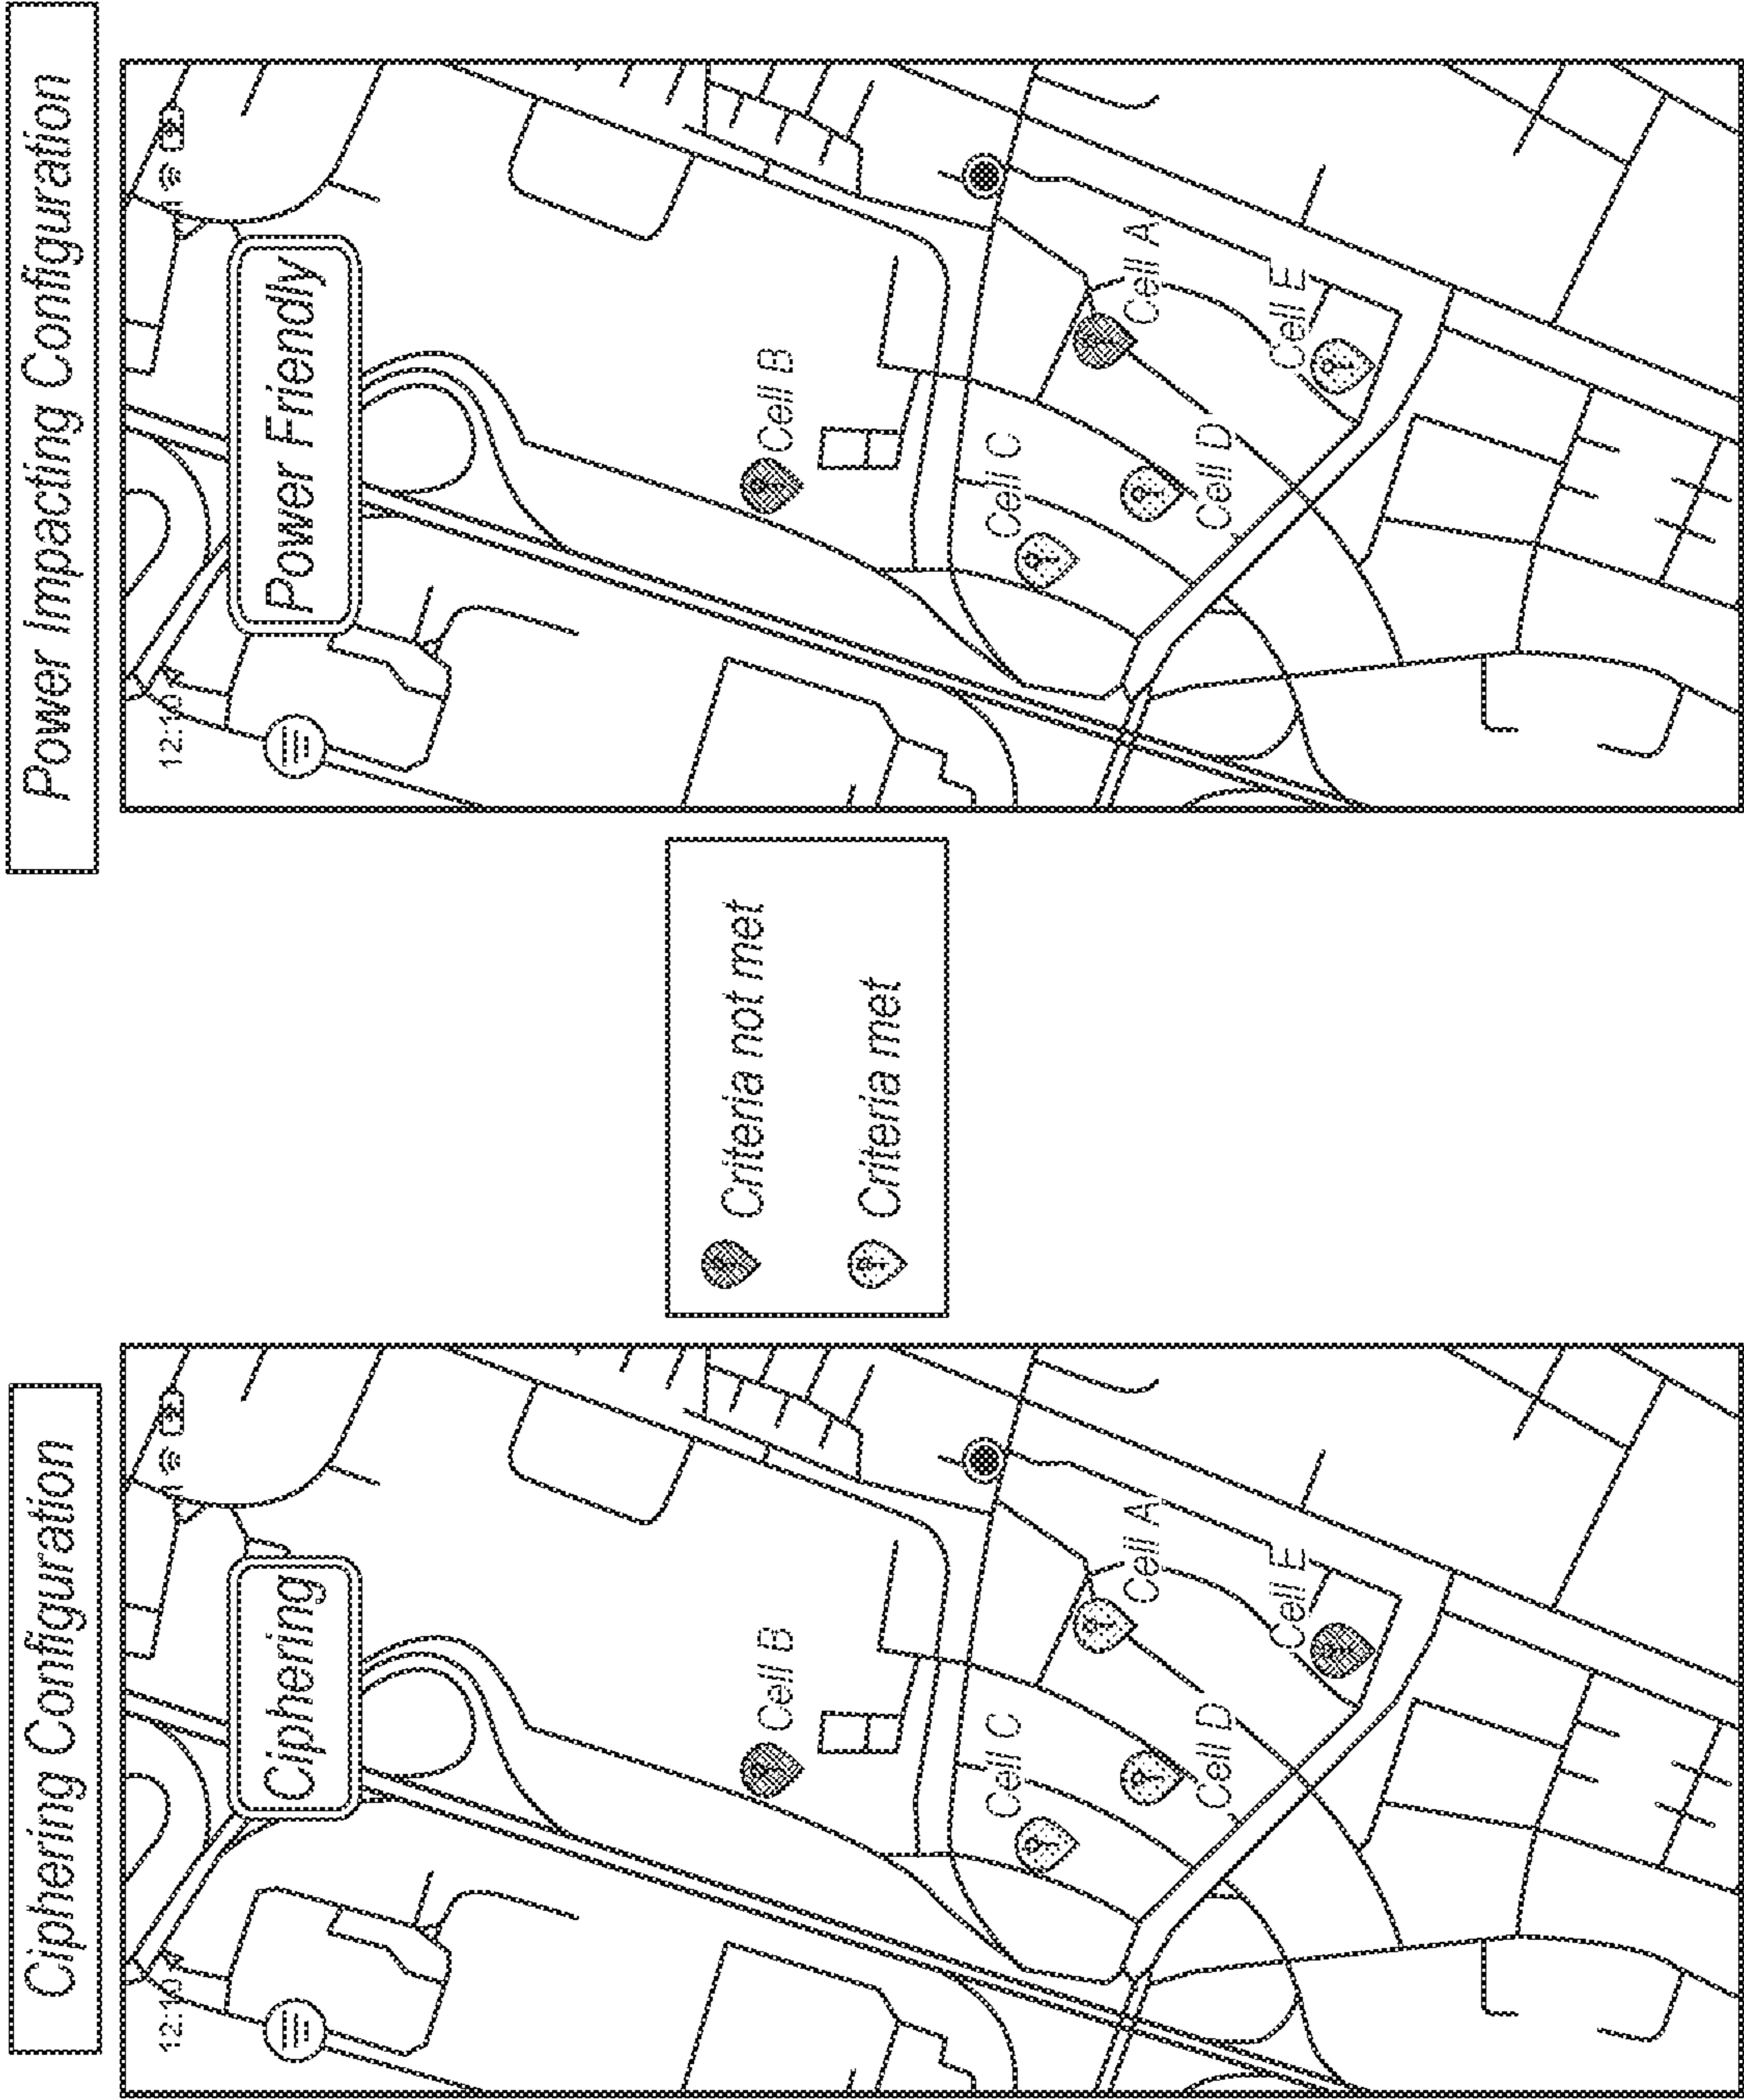 Ciphering Configuration
12:10
Ciphering
Cell B
Cell C
Cell A
Cell D
Cell E
Criteria not met
Criteria met
Power Impacting Configuration
12:10
Power Friendly
Cell B
Cell C
Cell A
Cell D
Cell E